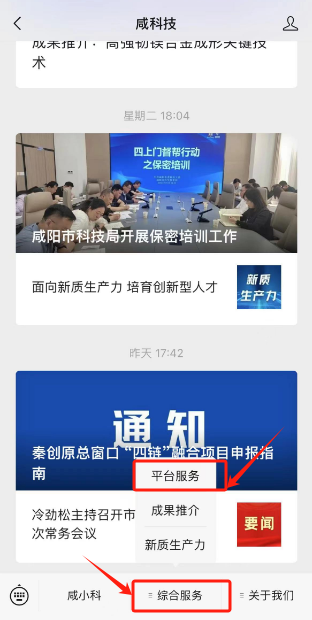 咸科技
成果推介：高强韧镁合金成形关键技
术
星期二 18:04
四上门督帮行动
之保密培训
咸阳市科技局开展保密培训工作
面向新质生产力 培育创新型人才
新质
生产力
昨天 17:42
通知
秦创原总窗口“四链”融合项目申报指
南
平台服务
冷劲松主持召开市
次常务会议
成果推介
要闻
新质生产力
咸小科
综合服务
关于我们